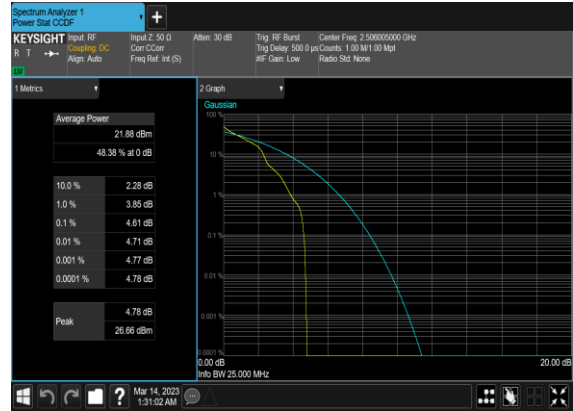 Spectrum Analyzer 1
Power Stat CCDF
KEYSIGHT
R T
LXI
Input: RF
Coupling: DC
Align: Auto
Input Z: 50 Ω
Corr CCorr
Freq Ref: Int (S)
Atten: 30 dB
Trig: RF Burst
Trig Delay: 500.0 µs
#IF Gain: Low
Center Freq: 2.506005000 GHz
Counts: 1.00 M/1.00 Mpt
Radio Std: None
1 Metrics
Average Power
21.88 dBm
48.38 % at 0 dB
10.0 % 2.28 dB
1.0 % 3.85 dB
0.1 % 4.61 dB
0.01 % 4.71 dB
0.001 % 4.77 dB
0.0001 % 4.78 dB
Peak
4.78 dB
26.66 dBm
2 Graph
Gaussian
100 %
10 %
1 %
0.1 %
0.01 %
0.001 %
0.0001 %
0.00 dB
20.00 dB
Info BW 25.000 MHz
Mar 14, 2023
1:31:02 AM